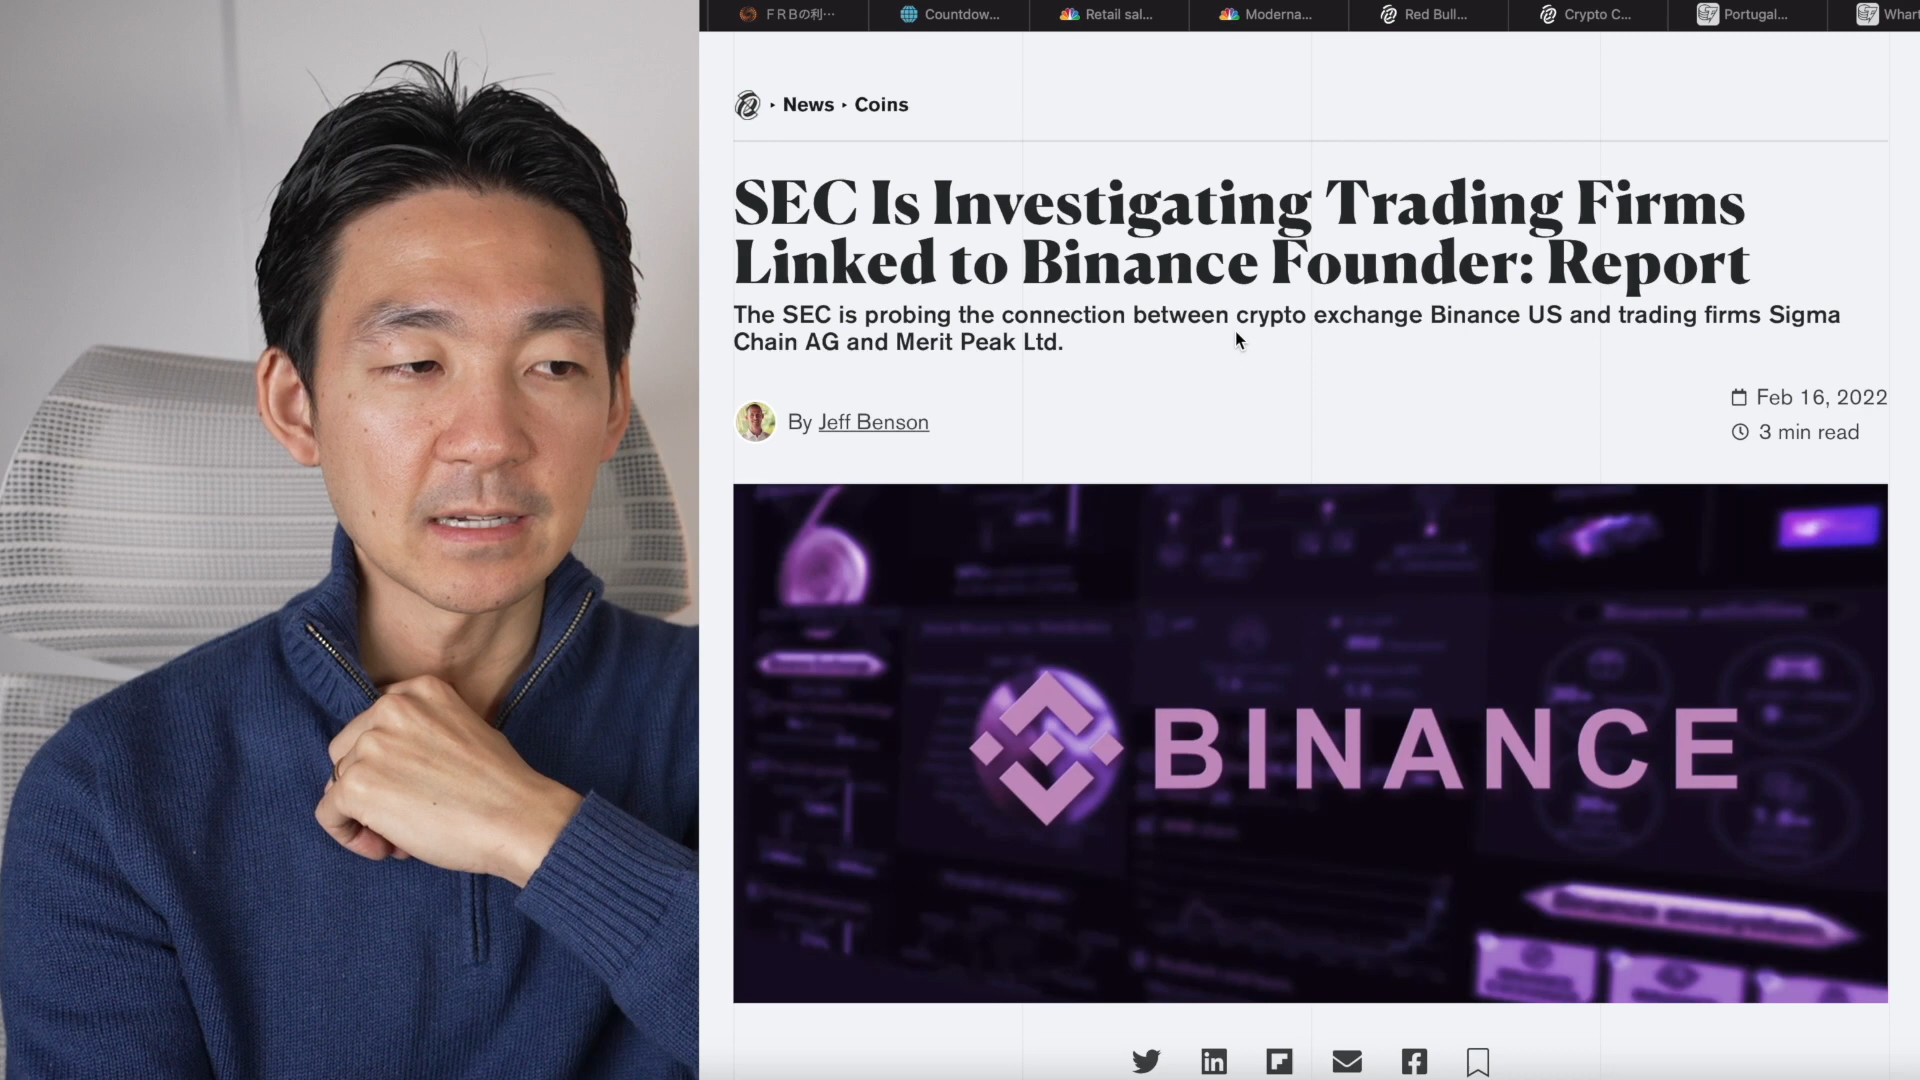 FRBの利…
Countdow...
Retail sal...
Moderna...
Red Bull...
Crypto C...
Portugal...
Whar
News
Coins
SEC Is Investigating Trading Firms
Linked to Binance Founder: Report
The SEC is probing the connection between crypto exchange Binance US and trading firms Sigma
Chain AG and Merit Peak Ltd.
By Jeff Benson
Feb 16, 2022
3 min read
BINANCE